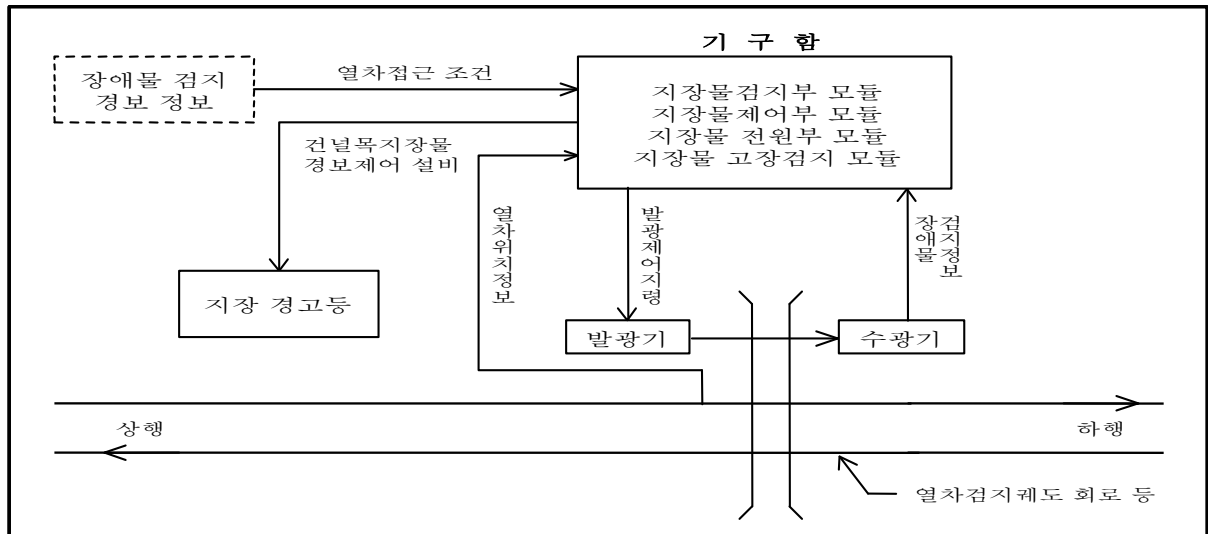 기 구 함
장애물 검지
경보 정보
열차접근 조건
지장물검지부 모듈
지장물제어부 모듈
지장물 전원부 모듈
지장물 고장검지 모듈
건널목지장물
경보제어 설비
열차위치정보
발광제어지령
장애물
검지정보
지장 경고등
발광기
수광기
상행
하행
열차검지궤도 회로 등